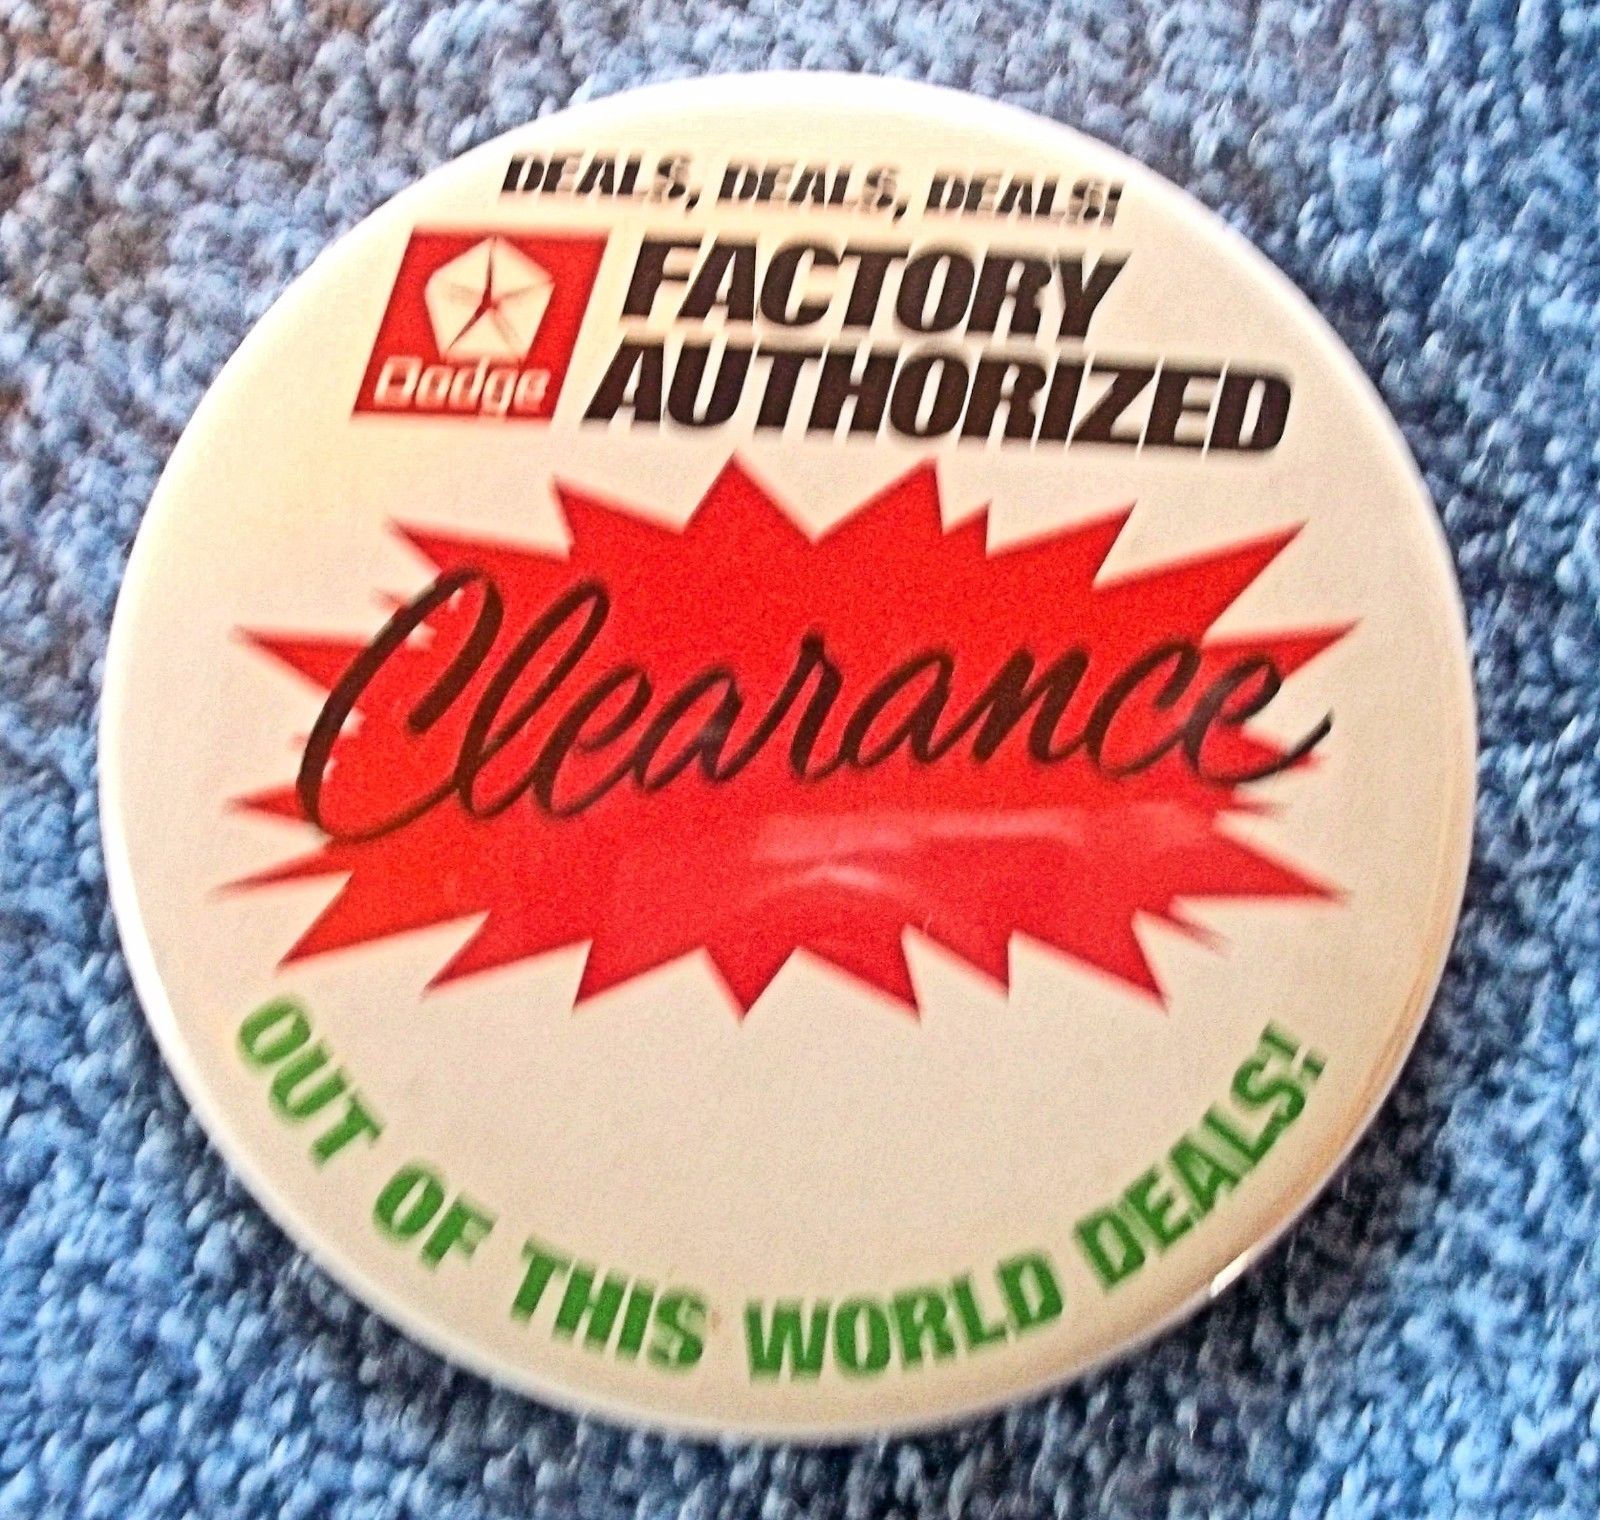 DEALS, DEALS, DEALS!
Dodge
FACTORY
AUTHORIZED
Clearance
OUT OF THIS WORLD DEALS!